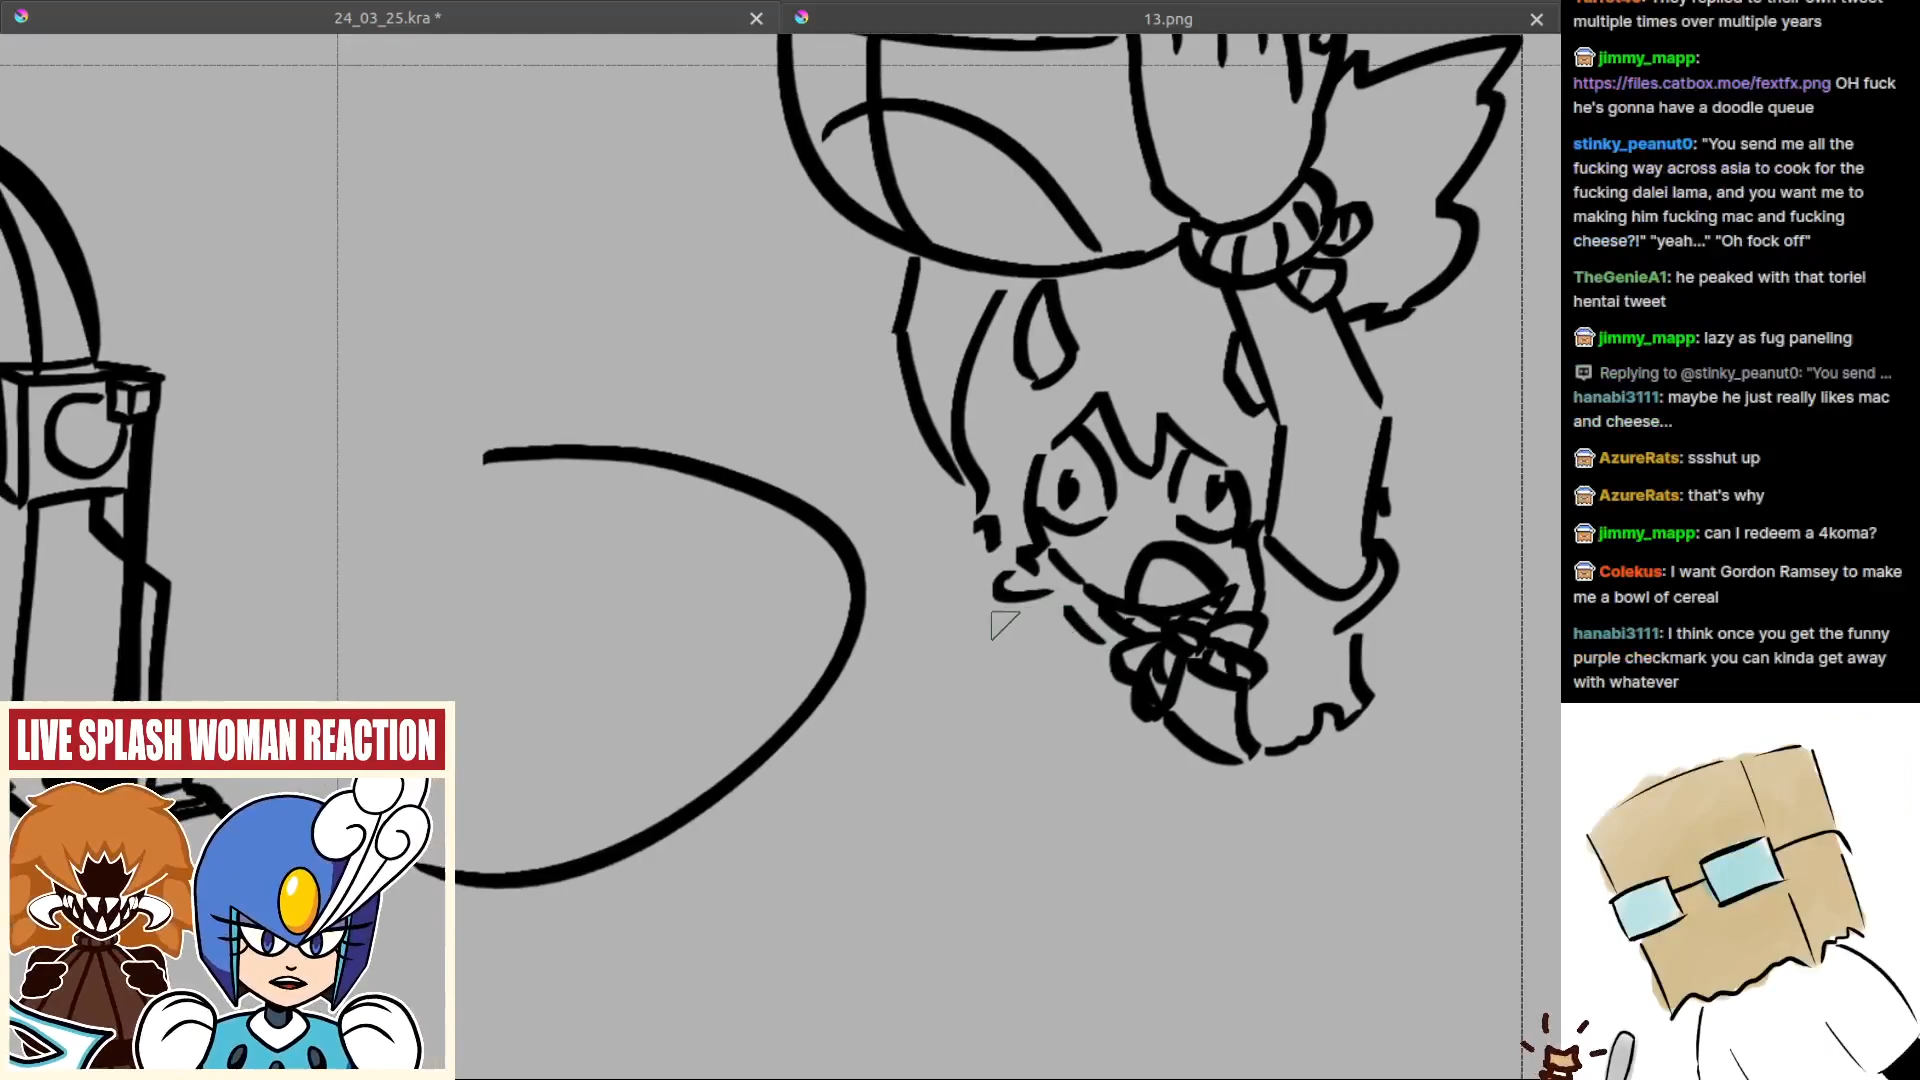 24_03_25.kra *
13.png
multiple times over multiple years
jimmy_mapp:
https://files.catbox.moe/fextfx.png OH fuck
he's gonna have a doodle queue
stinky_peanut0: "You send me all the
fucking way across asia to cook for the
fucking dalei lama, and you want me to
making him fucking mac and fucking
cheese?!" "yeah..." "Oh fock off"
TheGenieA1: he peaked with that toriel
hentai tweet
jimmy_mapp: lazy as fug paneling
Replying to @stinky_peanut0: "You send ...
hanabi3111: maybe he just really likes mac
and cheese...
AzureRats: ssshut up
AzureRats: that's why
jimmy_mapp: can I redeem a 4koma?
Colekus: I want Gordon Ramsey to make
me a bowl of cereal
hanabi3111: I think once you get the funny
purple checkmark you can kinda get away
with whatever
LIVE SPLASH WOMAN REACTION